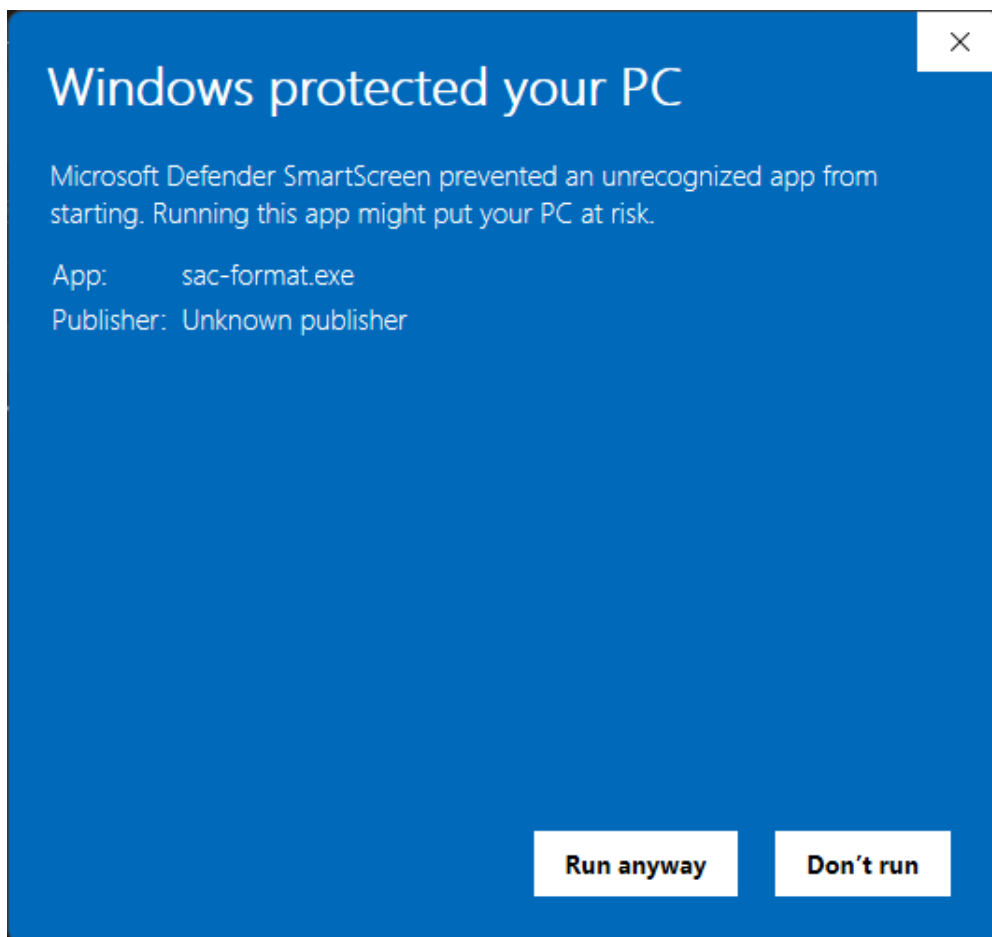 Windows protected your PC
Microsoft Defender SmartScreen prevented an unrecognized app from
starting. Running this app might put your PC at risk.
App: sac-format.exe
Publisher: Unknown publisher
Run anyway Don’t run